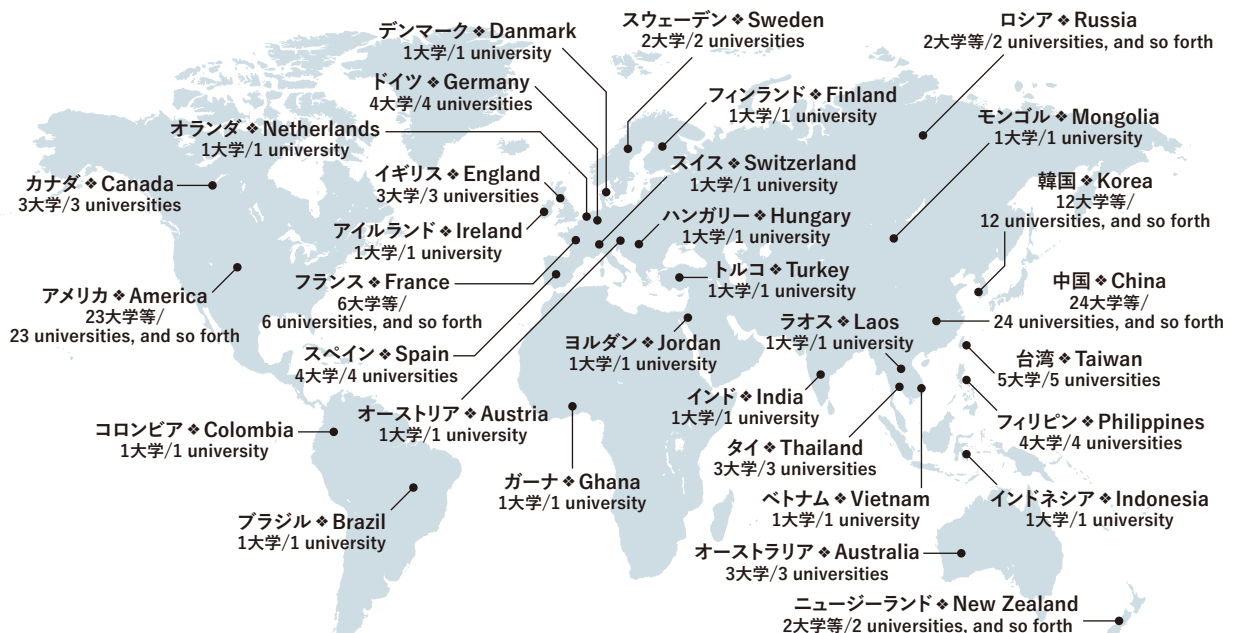 デンマーク❖Danmark
1大学/1 university
スウェーデン❖Sweden
2大学/2 universities
ロシア❖Russia
2大学等/2 universities, and so forth
ドイツ❖Germany
4大学/4 universities
フィンランド❖Finland
1大学/1 university
モンゴル❖Mongolia
1大学/1 university
オランダ❖Netherlands
1大学/1 university
カナダ❖Canada
3大学/3 universities
イギリス❖England
3大学/3 universities
スイス❖Switzerland
1大学/1 university
韓国❖Korea
12大学等/
12 universities, and so forth
アイルランド❖Ireland
1大学/1 university
ハンガリー❖Hungary
1大学/1 university
アメリカ❖America
23大学等/
23 universities, and so forth
フランス❖France
6大学等/
6 universities, and so forth
トルコ❖Turkey
1大学/1 university
中国❖China
24大学等/
24 universities, and so forth
スペイン❖Spain
4大学/4 universities
ヨルダン❖Jordan
1大学/1 university
ラオス❖Laos
1大学/1 university
台湾❖Taiwan
5大学/5 universities
コロンビア❖Colombia
1大学/1 university
オーストリア❖Austria
1大学/1 university
インド❖India
1大学/1 university
フィリピン❖Philippines
4大学/4 universities
タイ❖Thailand
3大学/3 universities
ガーナ❖Ghana
1大学/1 university
ベトナム❖Vietnam
1大学/1 university
インドネシア❖Indonesia
1大学/1 university
ブラジル❖Brazil
1大学/1 university
オーストラリア❖Australia
3大学/3 universities
ニュージーランド❖New Zealand
2大学等/2 universities, and so forth